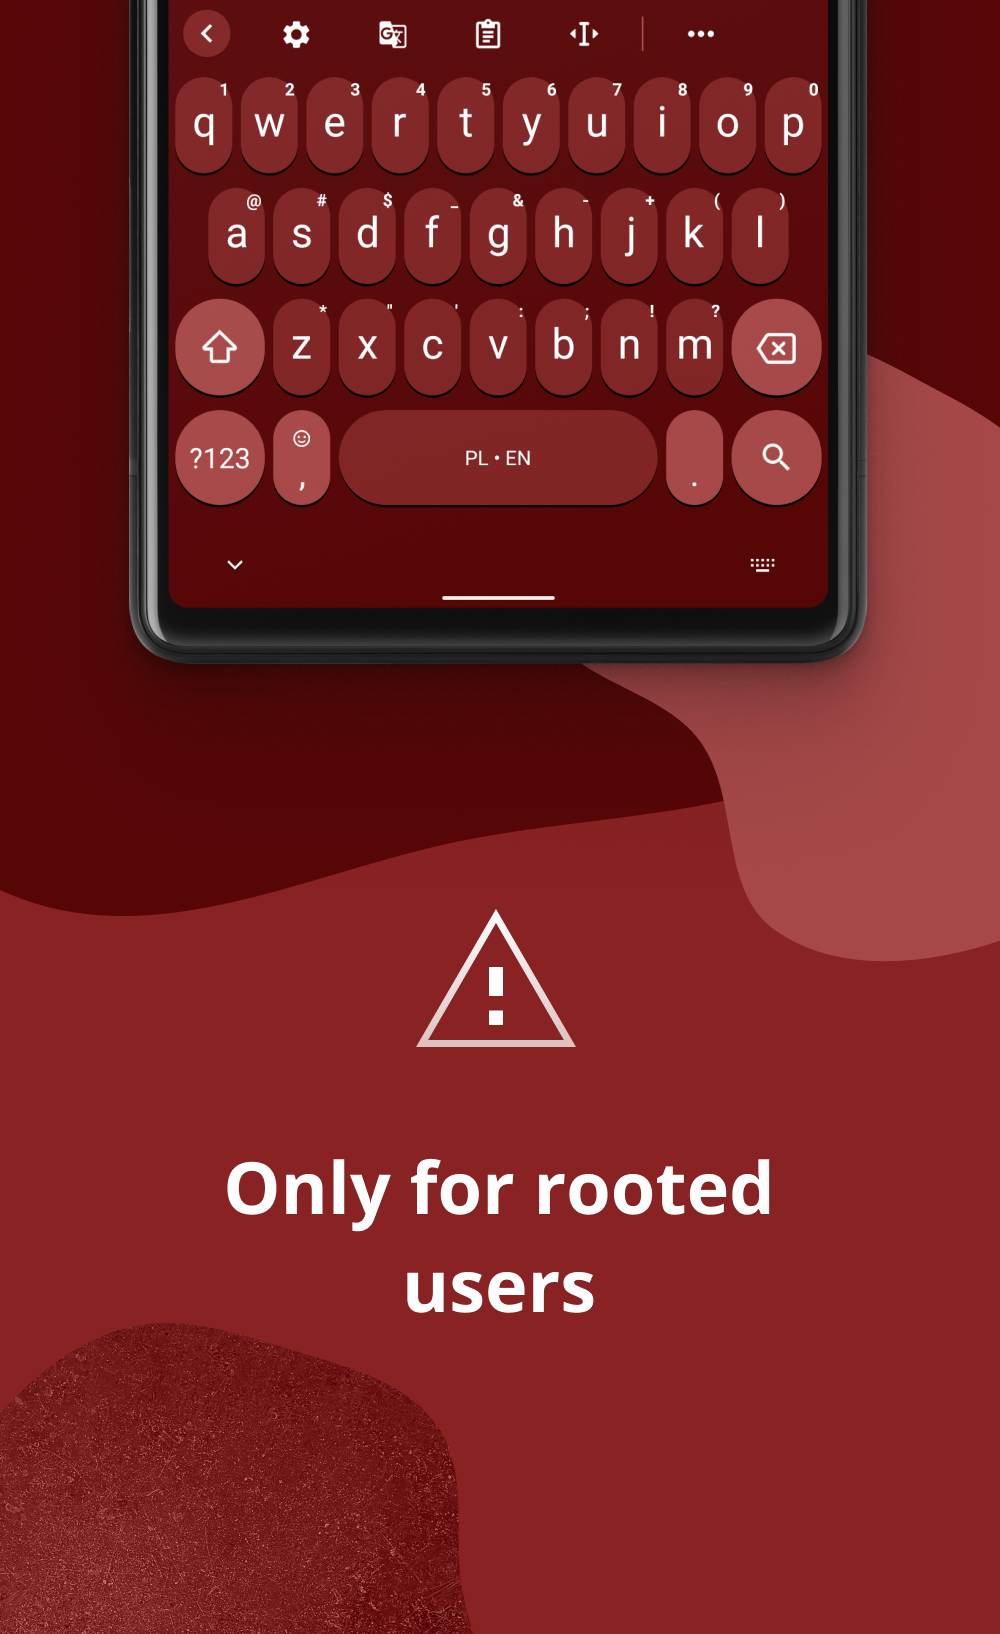 1 2 3 4 5 6 7 8 9 0
q w e r t y u i o p
@ # $ _ & - + ( )
a s d f g h j k l
* " ' : ; ! ?
z x c v b n m
?123 , PL • EN .
Only for rooted
users